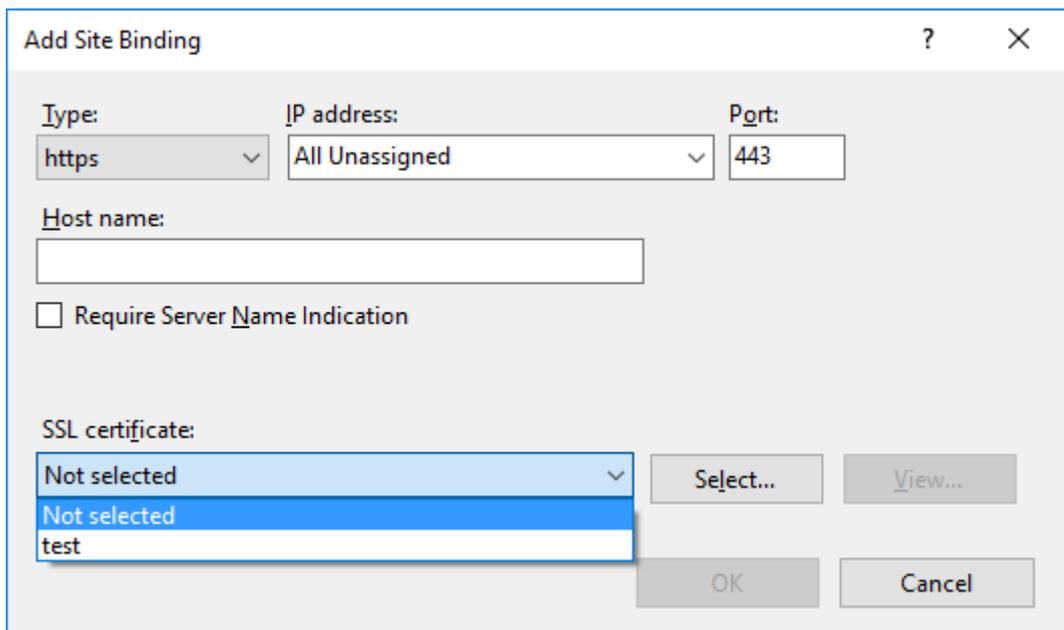 Add Site Binding ?
Type: IP address: Port:
https All Unassigned 443
Host name:
Require Server Name Indication
SSL certificate:
Not selected Select... View...
Not selected
test
OK Cancel